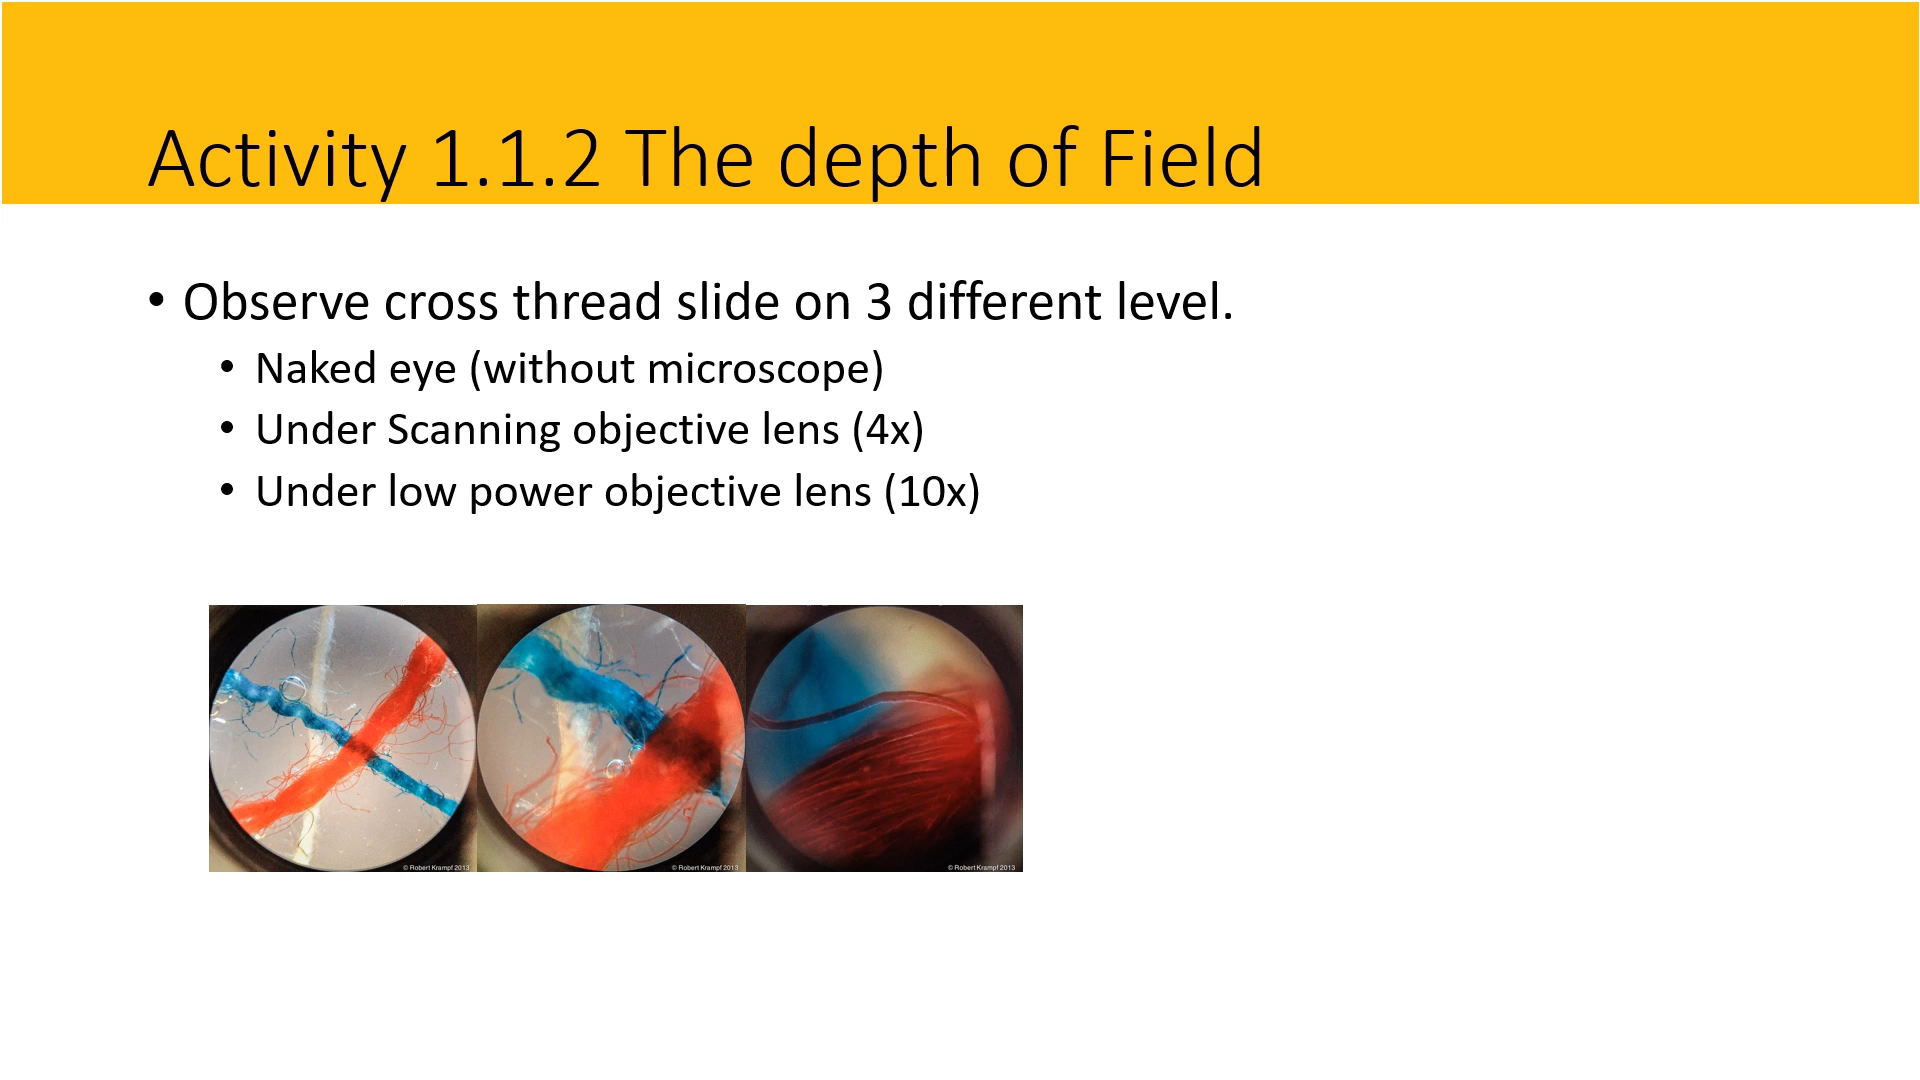 Activity 1.1.2 The depth of Field
• Observe cross thread slide on 3 different level.
• Naked eye (without microscope)
• Under Scanning objective lens (4x)
• Under low power objective lens (10x)
© Robert Krampf 2013
© Robert Krampf 2013
© Robert Krampf 2013